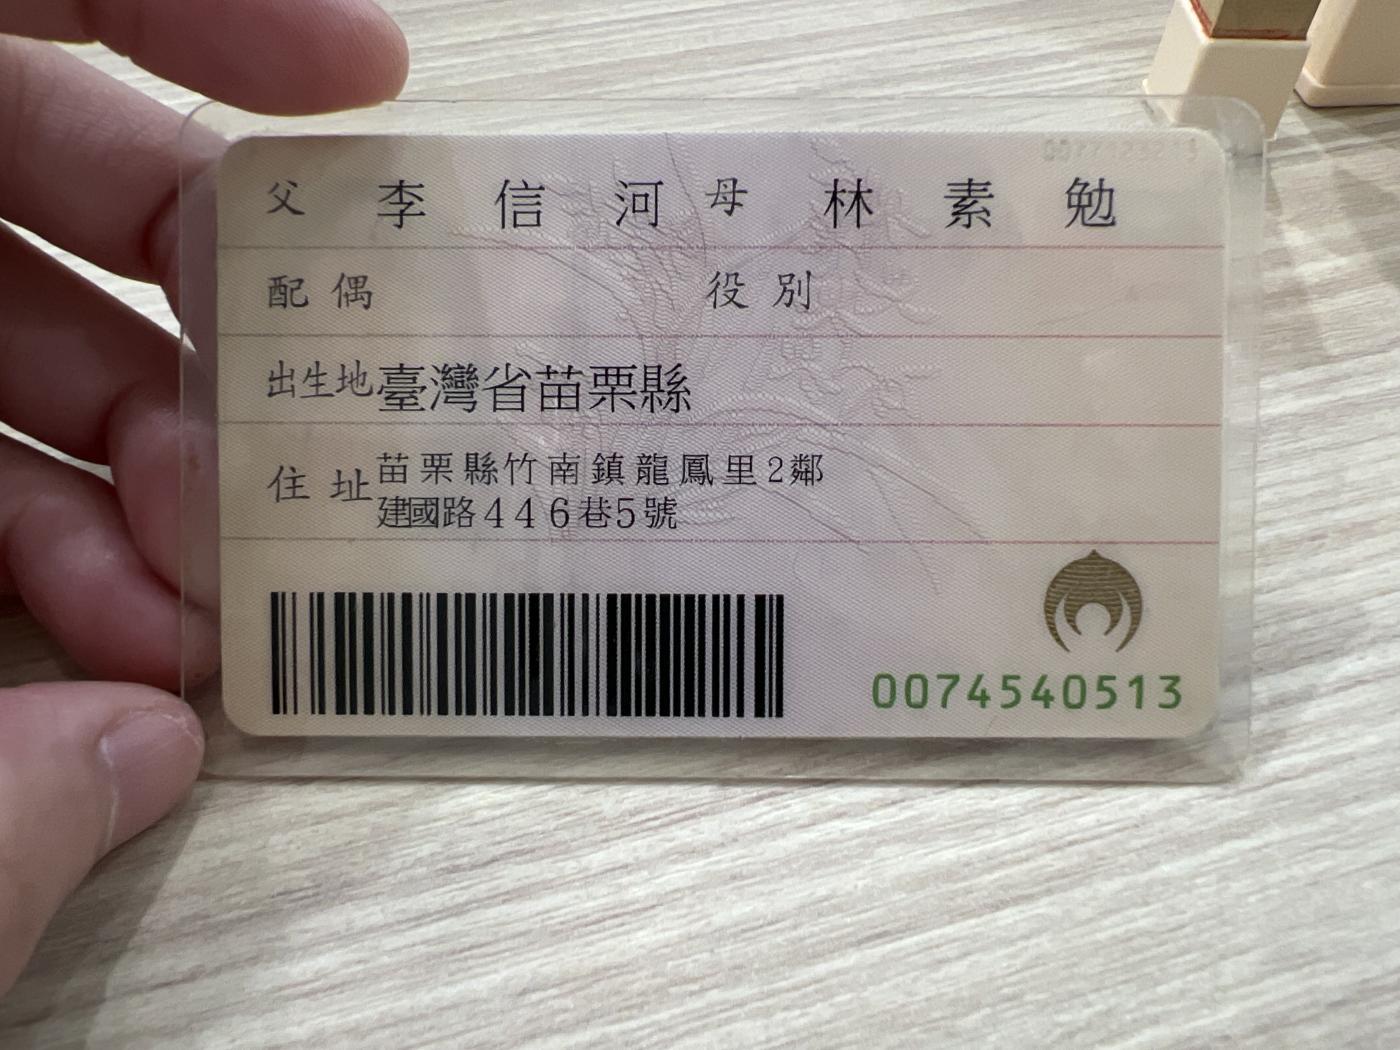 父 李信河 母 林素勉
配偶 役別
出生地 臺灣省苗栗縣
住址 苗栗縣竹南鎮龍鳳里2鄰
建國路446巷5號
0074540513